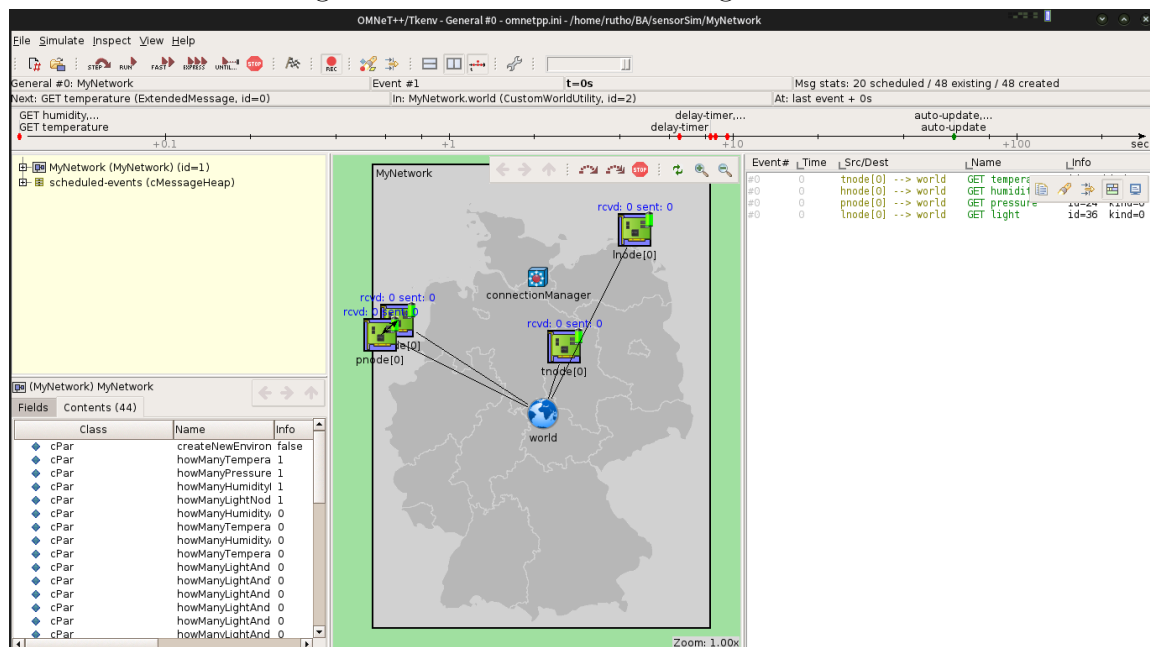 OMNeT++/Tkenv - General #0 - omnetpp.ini - /home/rutho/BA/sensorSim/MyNetwork
File Simulate Inspect View Help
STEP RUN FAST EXPRESS UNTIL... STOP REC
General #0: MyNetwork Event #1 t=0s Msg stats: 20 scheduled / 48 existing / 48 created
Next: GET temperature (ExtendedMessage, id=0) In: MyNetwork.world (CustomWorldUtility, id=2) At: last event + 0s
GET humidity,... delay-timer,... auto-update,...
GET temperature delay-timer auto-update
+0.1 +1 +10 +100 sec
MyNetwork (MyNetwork) (id=1)
scheduled-events (cMessageHeap)
(MyNetwork) MyNetwork
Fields Contents (44)
Class Name Info
cPar createNewEnviron false
cPar howManyTempera 1
cPar howManyPressure 1
cPar howManyHumidity 1
cPar howManyLightNod 1
cPar howManyHumidity 0
cPar howManyTempera 0
cPar howManyHumidity 0
cPar howManyTempera 0
cPar howManyLightAnd 0
cPar howManyLightAnd 0
cPar howManyLightAnd 0
cPar howManyLightAnd 0
cPar howManyLightAnd 0
cPar howManyLightAnd 0
MyNetwork
STOP
rcvd: 0 sent: 0
lnode[0]
connectionManager
rcvd: 0 sent: 0
rcvd: 0 sent: 0
de[0]
pnode[0]
rcvd: 0 sent: 0
tnode[0]
world
Zoom: 1.00x
Event# Time Src/Dest Name Info
#0 0 tnode[0] --> world GET tempera
#0 0 hnode[0] --> world GET humidit
#0 0 pnode[0] --> world GET pressure id=24 kind=0
#0 0 lnode[0] --> world GET light id=36 kind=0